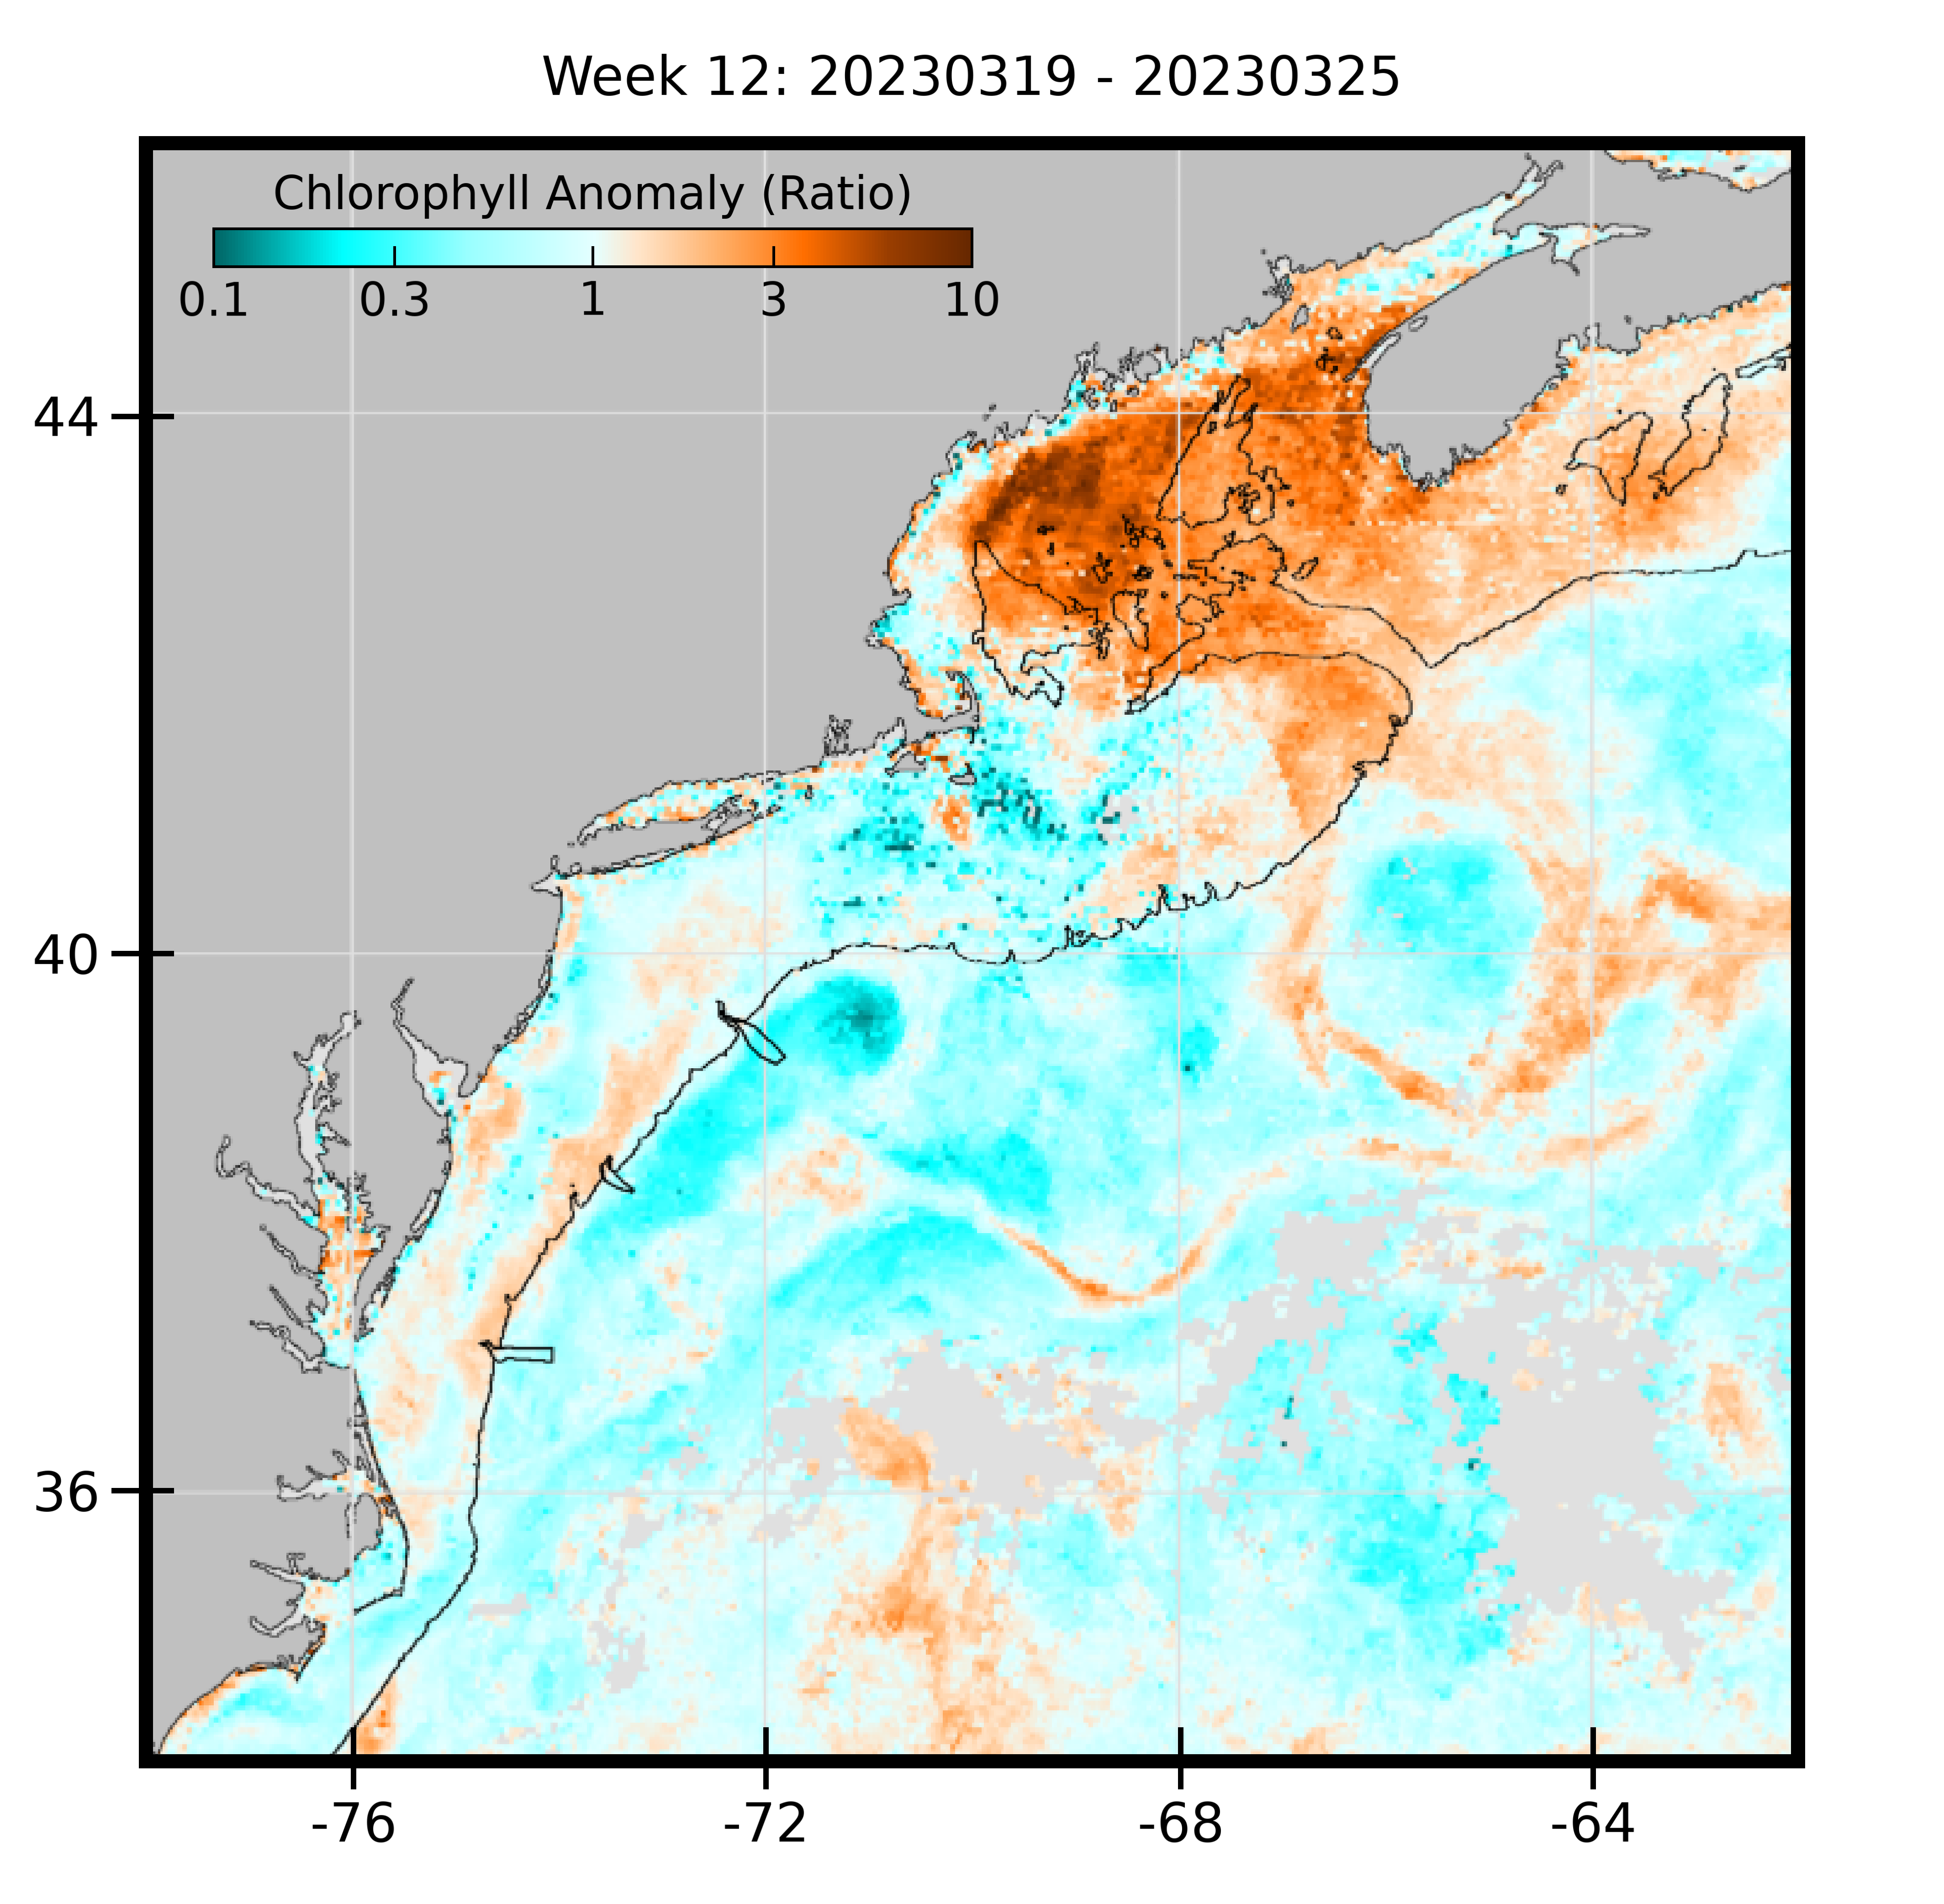 Week 12: 20230319 - 20230325
Chlorophyll Anomaly (Ratio)
0.1 0.3 1 3 10
44
40
36
-76 -72 -68 -64